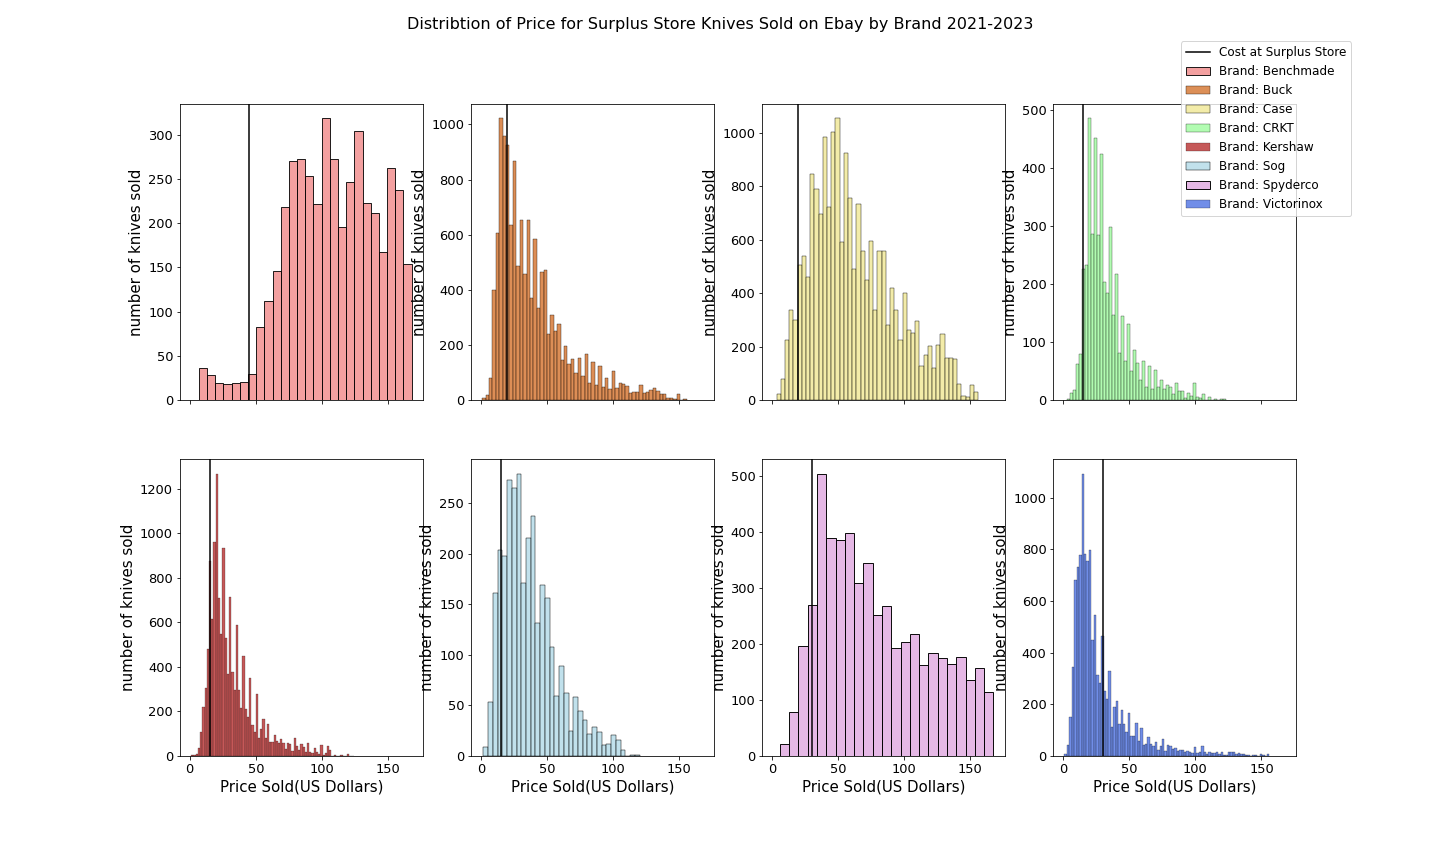 Distribtion of Price for Surplus Store Knives Sold on Ebay by Brand 2021-2023
Cost at Surplus Store
Brand: Benchmade
Brand: Buck
Brand: Case
Brand: CRKT
Brand: Kershaw
Brand: Sog
Brand: Spyderco
Brand: Victorinox
number of knives sold
300
250
200
150
100
50
0
number of knives sold
1000
800
600
400
200
0
number of knives sold
1000
800
600
400
200
0
number of knives sold
500
400
300
200
100
0
number of knives sold
1200
1000
800
600
400
200
0
0 50 100 150
Price Sold(US Dollars)
number of knives sold
250
200
150
100
50
0
0 50 100 150
Price Sold(US Dollars)
number of knives sold
500
400
300
200
100
0
0 50 100 150
Price Sold(US Dollars)
number of knives sold
1000
800
600
400
200
0
0 50 100 150
Price Sold(US Dollars)